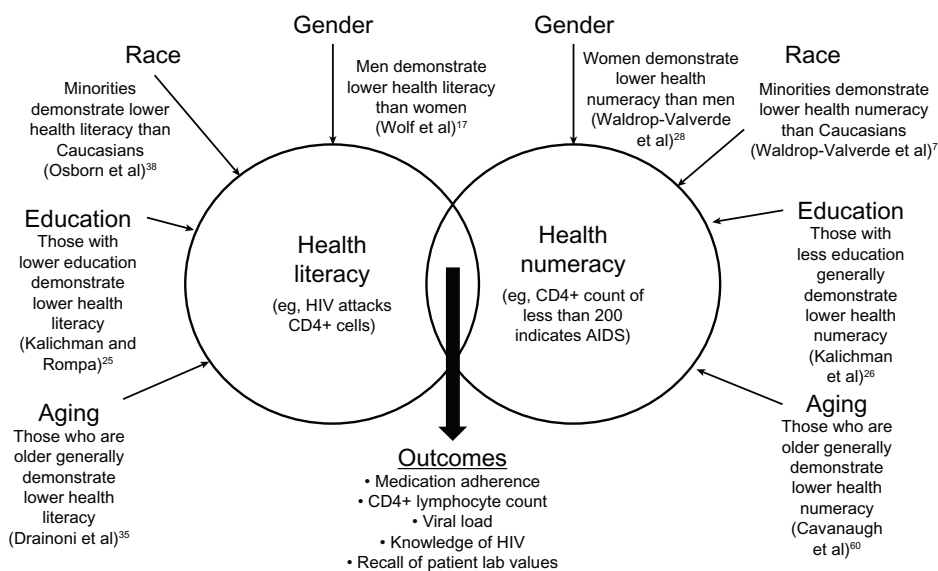 Gender
Men demonstrate
lower health literacy
than women
(Wolf et al)17
Race
Minorities
demonstrate lower
health literacy than
Caucasians
(Osborn et al)38
Education
Those with
lower education
demonstrate
lower health
literacy
(Kalichman and
Rompa)25
Aging
Those who are
older generally
demonstrate
lower health
literacy
(Drainoni et al)35
Health
literacy
(eg, HIV attacks
CD4+ cells)
Health
numeracy
(eg, CD4+ count of
less than 200
indicates AIDS)
Gender
Women demonstrate
lower health
numeracy than men
(Waldrop-Valverde
et al)28
Race
Minorities demonstrate
lower health numeracy
than Caucasians
(Waldrop-Valverde et al)7
Education
Those with
less education
generally
demonstrate
lower health
numeracy
(Kalichman
et al)26
Aging
Those who are
older generally
demonstrate
lower health
numeracy
(Cavanaugh
et al)60
Outcomes
• Medication adherence
• CD4+ lymphocyte count
• Viral load
• Knowledge of HIV
• Recall of patient lab values